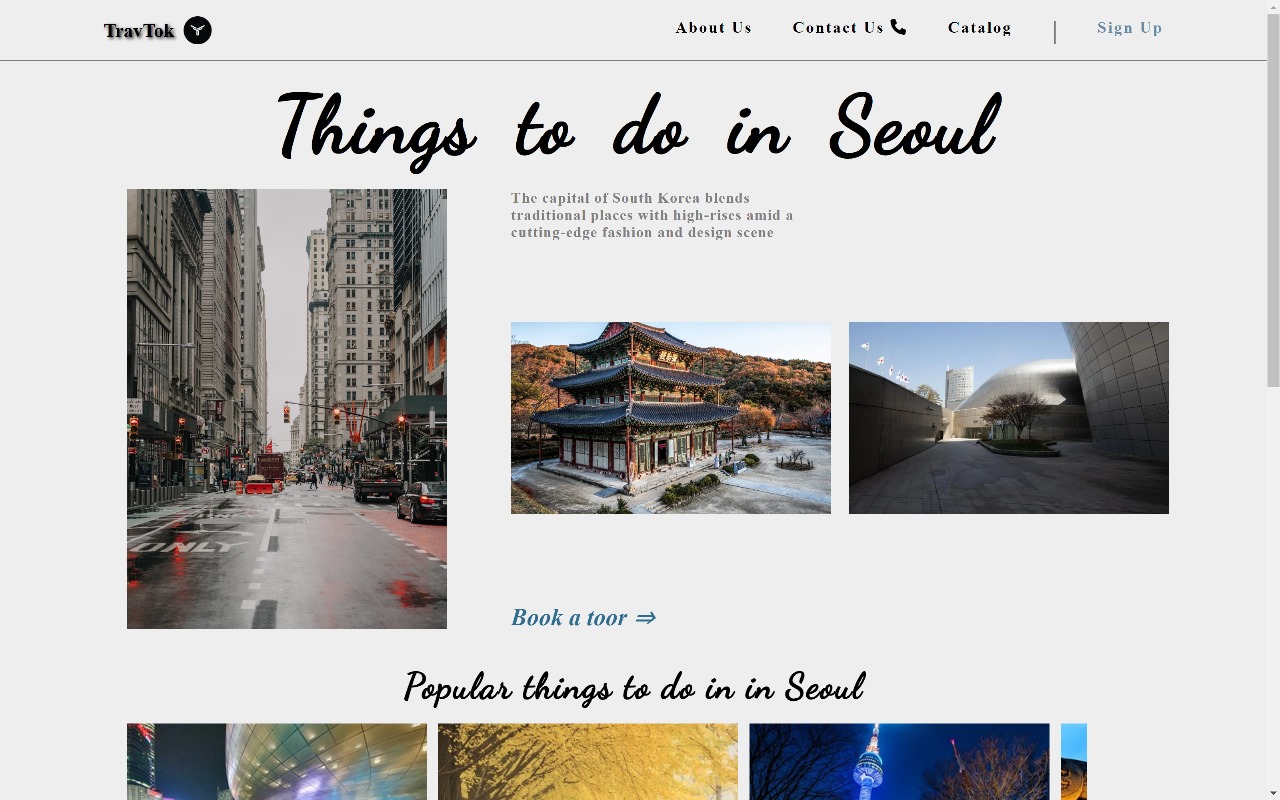 TravTok
About Us
Contact Us
Catalog
Sign Up
Things to do in Seoul
The capital of South Korea blends
traditional places with high-rises amid a
cutting-edge fashion and design scene
ONLY
Book a toor ⇒
Popular things to do in in Seoul